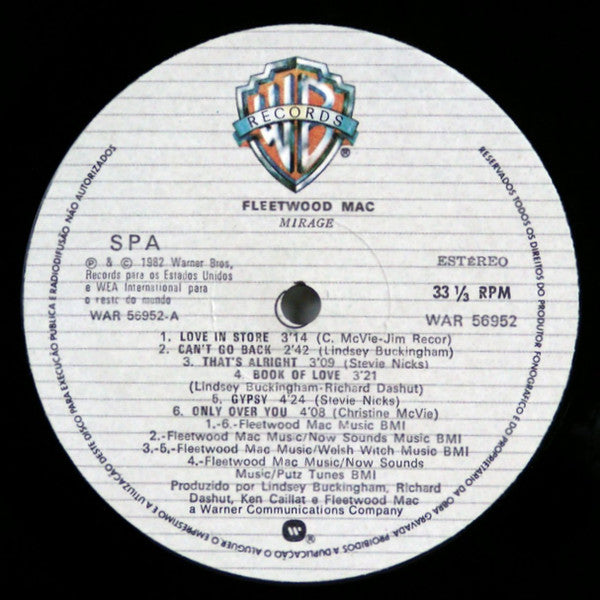 WB
RECORDS
®
FLEETWOOD MAC
MIRAGE
SPA
℗ & © 1982 Warner Bros,
Records para os Estados Unidos
e WEA International para
o resto do mundo
WAR 56952-A
ESTÉREO
33 ⅓ RPM
WAR 56952
1. LOVE IN STORE 3'14 (C. McVie-Jim Recor)
2. CAN'T GO BACK 2'42 (Lindsey Buckingham)
3. THAT'S ALRIGHT 3'09 (Stevie Nicks)
4. BOOK OF LOVE 3'21
(Lindsey Buckingham-Richard Dashut)
5. GYPSY 4'24 (Stevie Nicks)
6. ONLY OVER YOU 4'08 (Christine McVie)
1.-6.-Fleetwood Mac Music BMI
2.-Fleetwood Mac Music/Now Sounds Music BMI
3.-5,-Fleetwood Mac Music/Welsh Witch Music BMI
4.-Fleetwood Mac Music/Now Sounds
Music/Putz Tunes BMI
Produzido por Lindsey Buckingham, Richard
Dashut, Ken Caillat e Fleetwood Mac
a Warner Communications Company
®
RESERVADOS TODOS OS DIREITOS DO PRODUTOR FONOGRÁFICO E DO PROPRIETÁRIO DA OBRA GRAVADA. PROIBIDOS A DUPLICAÇÃO O ALUGUER O EMPRÉSTIMO E A UTILIZAÇÃO DESTE DISCO PARA EXECUÇÃO PÚBLICA E RADIODIFUSÃO NÃO AUTORIZADOS